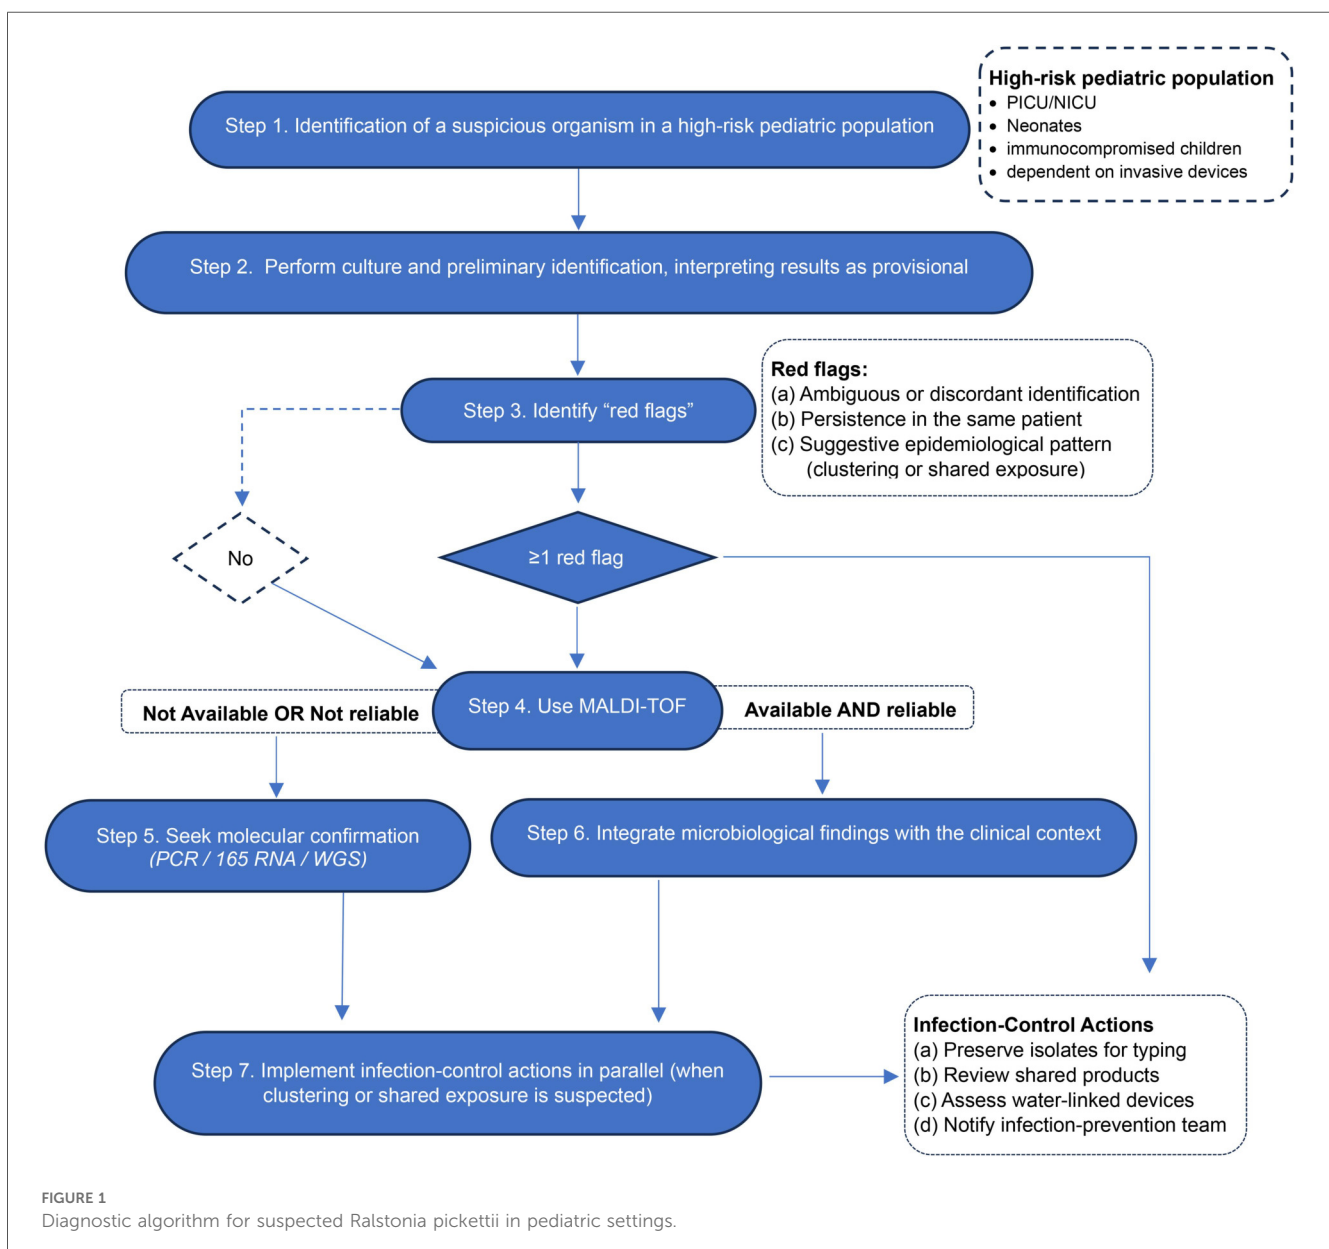 High-risk pediatric population
• PICU/NICU
• Neonates
• immunocompromised children
• dependent on invasive devices
Step 1. Identification of a suspicious organism in a high-risk pediatric population
Step 2. Perform culture and preliminary identification, interpreting results as provisional
Step 3. Identify “red flags”
Red flags:
(a) Ambiguous or discordant identification
(b) Persistence in the same patient
(c) Suggestive epidemiological pattern
(clustering or shared exposure)
No
≥1 red flag
Step 4. Use MALDI-TOF
Not Available OR Not reliable
Available AND reliable
Step 5. Seek molecular confirmation
(PCR / 165 RNA / WGS)
Step 6. Integrate microbiological findings with the clinical context
Step 7. Implement infection-control actions in parallel (when
clustering or shared exposure is suspected)
Infection-Control Actions
(a) Preserve isolates for typing
(b) Review shared products
(c) Assess water-linked devices
(d) Notify infection-prevention team
FIGURE 1
Diagnostic algorithm for suspected Ralstonia pickettii in pediatric settings.